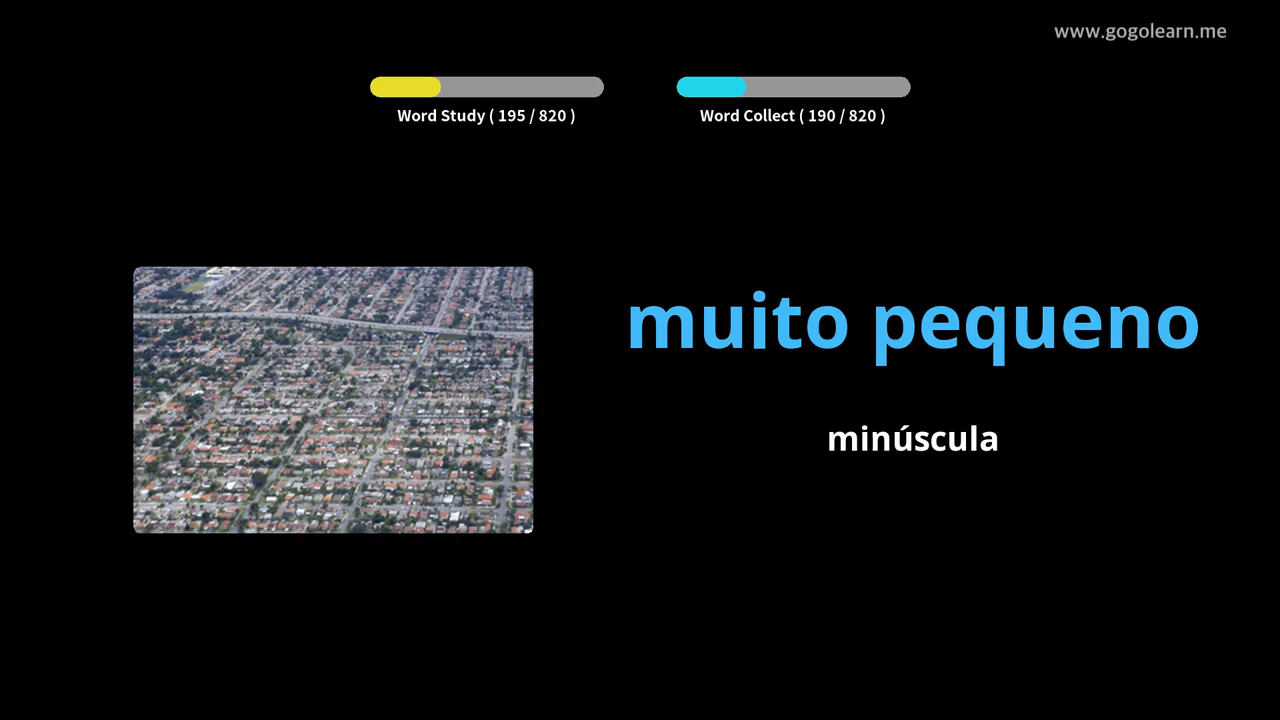 www.gogolearn.me
Word Study ( 195 / 820 )
Word Collect ( 190 / 820 )
muito pequeno
minúscula